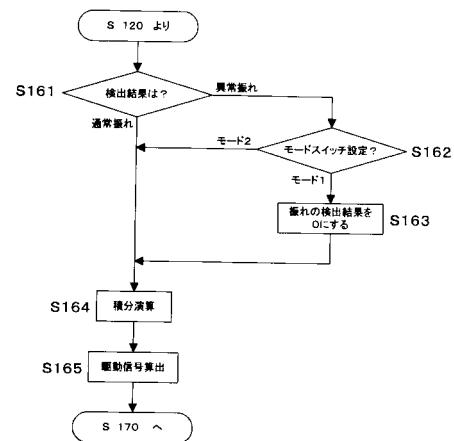 S 120 より
S161
検出結果は?
異常振れ
通常振れ
モード2
モードスイッチ設定?
S162
モード1
振れの検出結果を
0にする
S163
S164
積分演算
S165
駆動信号算出
S 170 へ